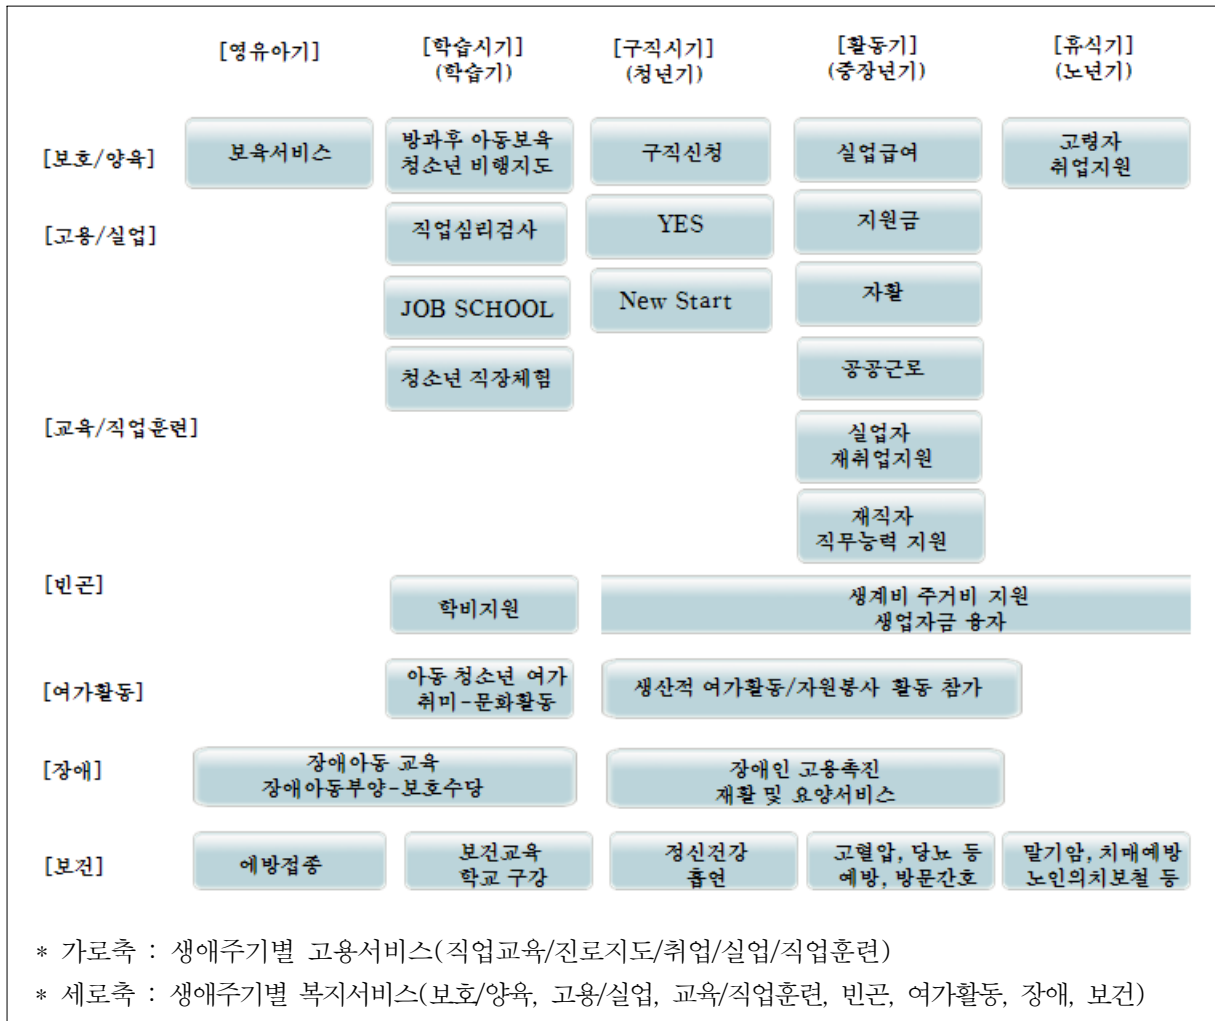 [영유아기] [학습시기] [구직시기] [활동기] [휴식기]
(학습기) (청년기) (중장년기) (노년기)
[보호/양육] 보육서비스 방과후 아동보육 구직신청 실업급여 고령자
청소년 비행지도 취업지원
[고용/실업] 직업심리검사 YES 지원금
JOB SCHOOL New Start 자활
청소년 직장체험 공공근로
[교육/직업훈련] 실업자
재취업지원
재직자
직무능력 지원
[빈곤] 학비지원 생계비 주거비 지원
생업자금 융자
[여가활동] 아동 청소년 여가 생산적 여가활동/자원봉사 활동 참가
취미-문화활동
[장애] 장애아동 교육 장애인 고용촉진
장애아동부양-보호수당 재활 및 요양서비스
[보건] 예방접종 보건교육 정신건강 고혈압, 당뇨 등 말기암, 치매예방
학교 구강 흡연 예방, 방문간호 노인의치보철 등
* 가로축 : 생애주기별 고용서비스(직업교육/진로지도/취업/실업/직업훈련)
* 세로축 : 생애주기별 복지서비스(보호/양육, 고용/실업, 교육/직업훈련, 빈곤, 여가활동, 장애, 보건)